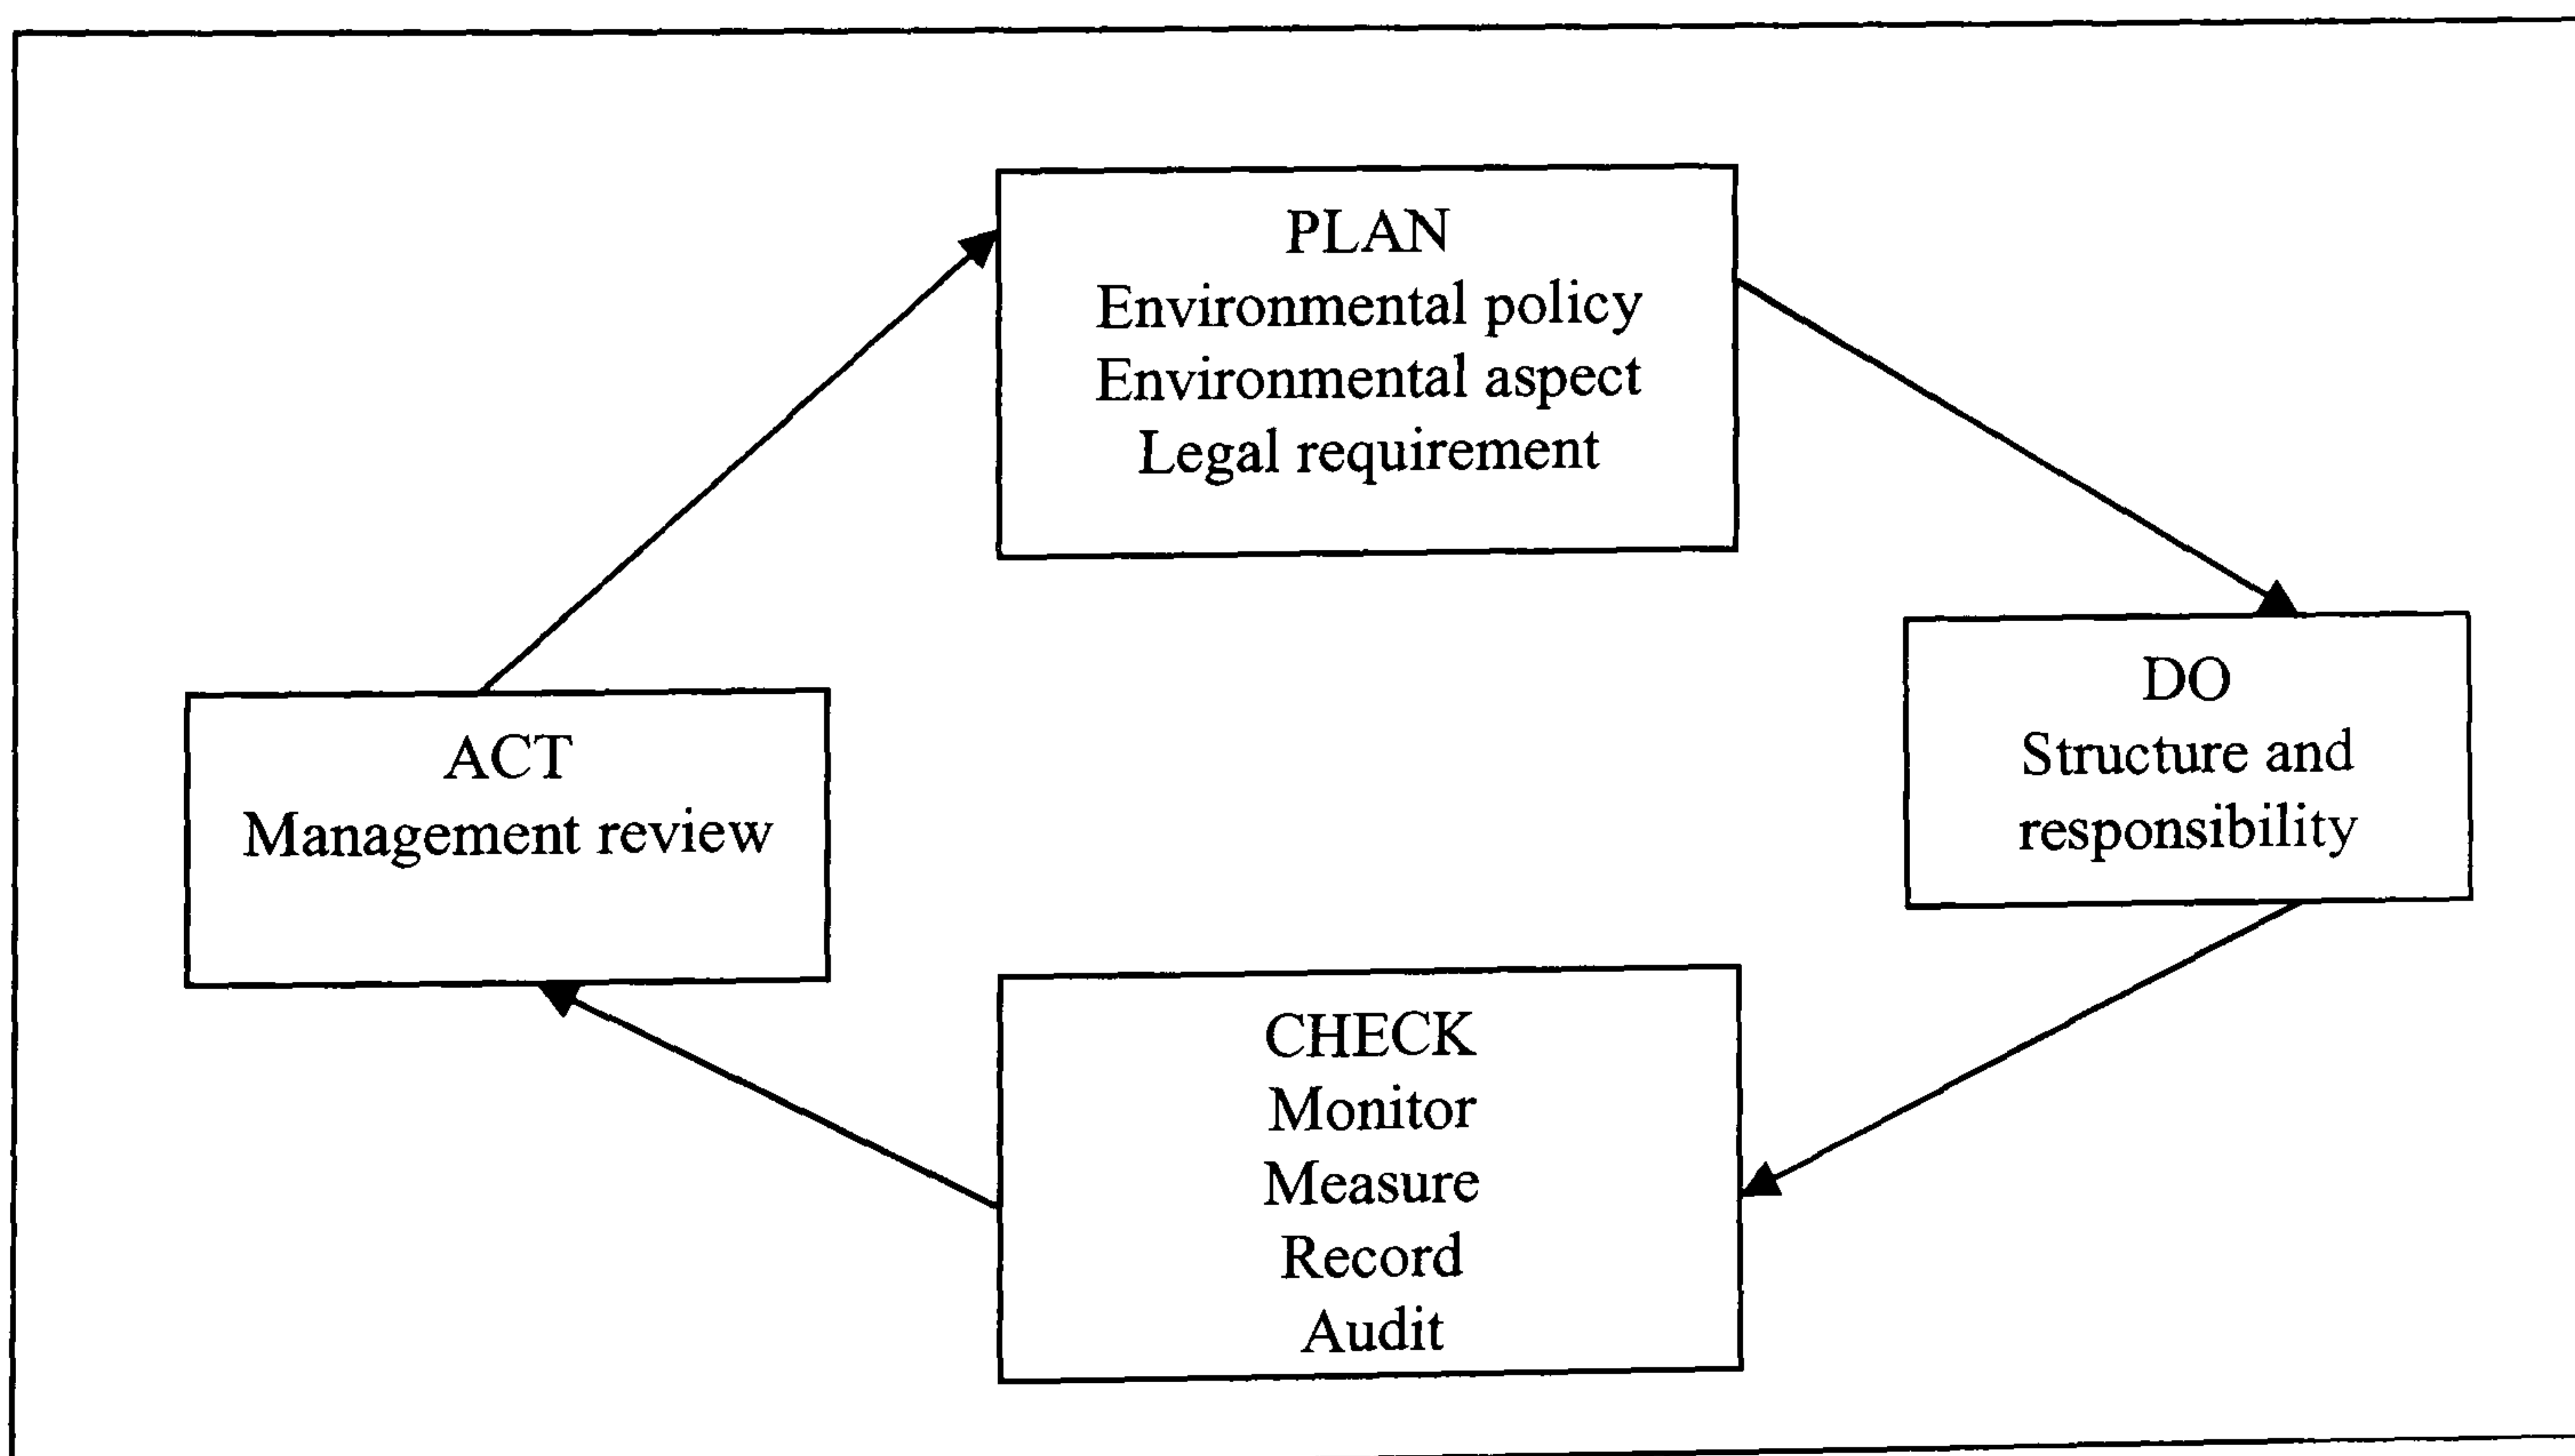 PLAN
Environmental policy
Environmental aspect
Legal requirement
DO
Structure and
responsibility
CHECK
Monitor
Measure
Record
Audit
ACT
Management review